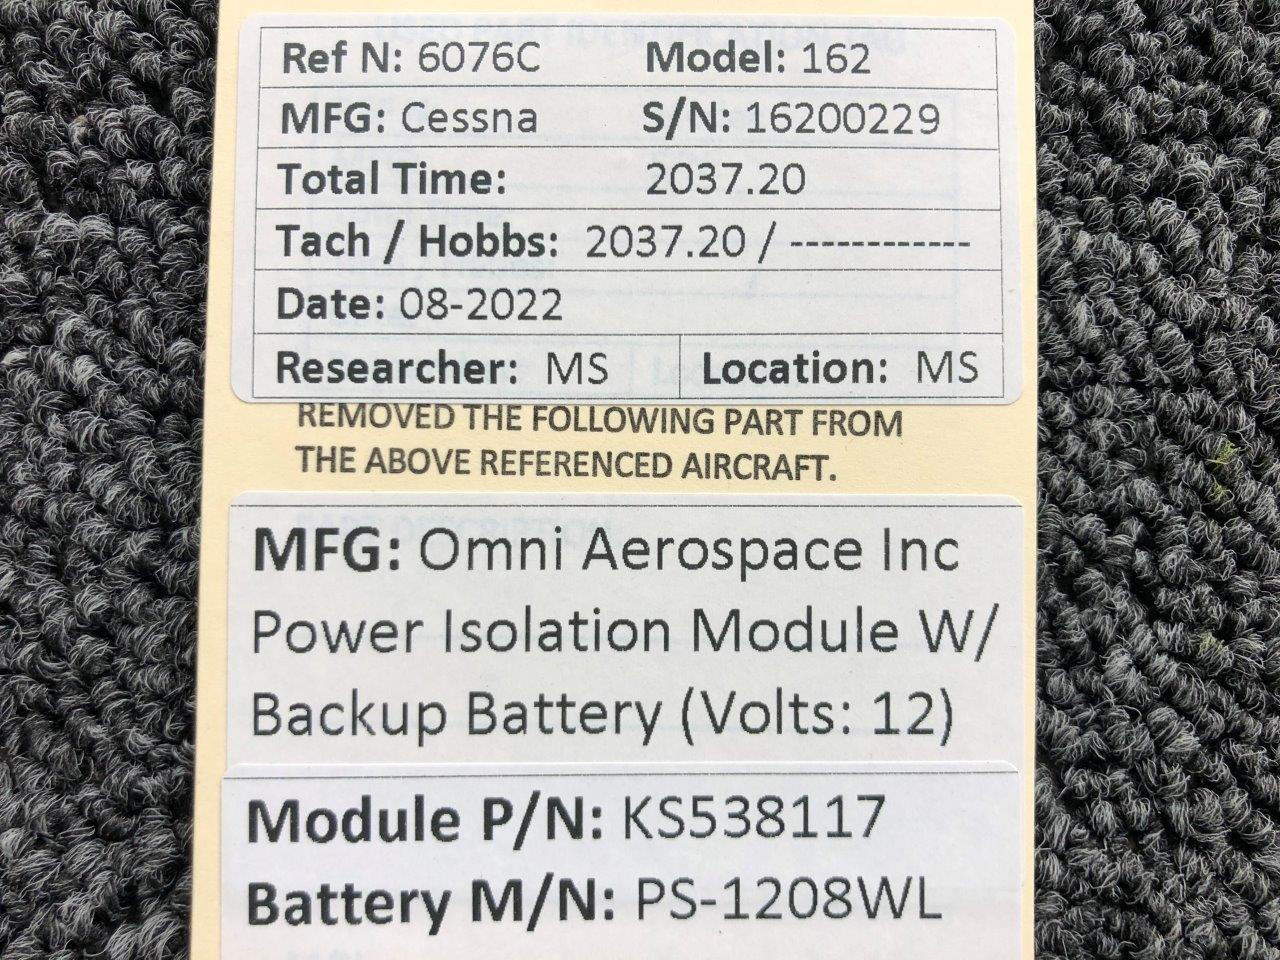 Ref N: 6076C Model: 162
MFG: Cessna S/N: 16200229
Total Time: 2037.20
Tach / Hobbs: 2037.20 / ------------
Date: 08-2022
Researcher: MS Location: MS
REMOVED THE FOLLOWING PART FROM
THE ABOVE REFERENCED AIRCRAFT.
MFG: Omni Aerospace Inc
Power Isolation Module W/
Backup Battery (Volts: 12)
Module P/N: KS538117
Battery M/N: PS-1208WL